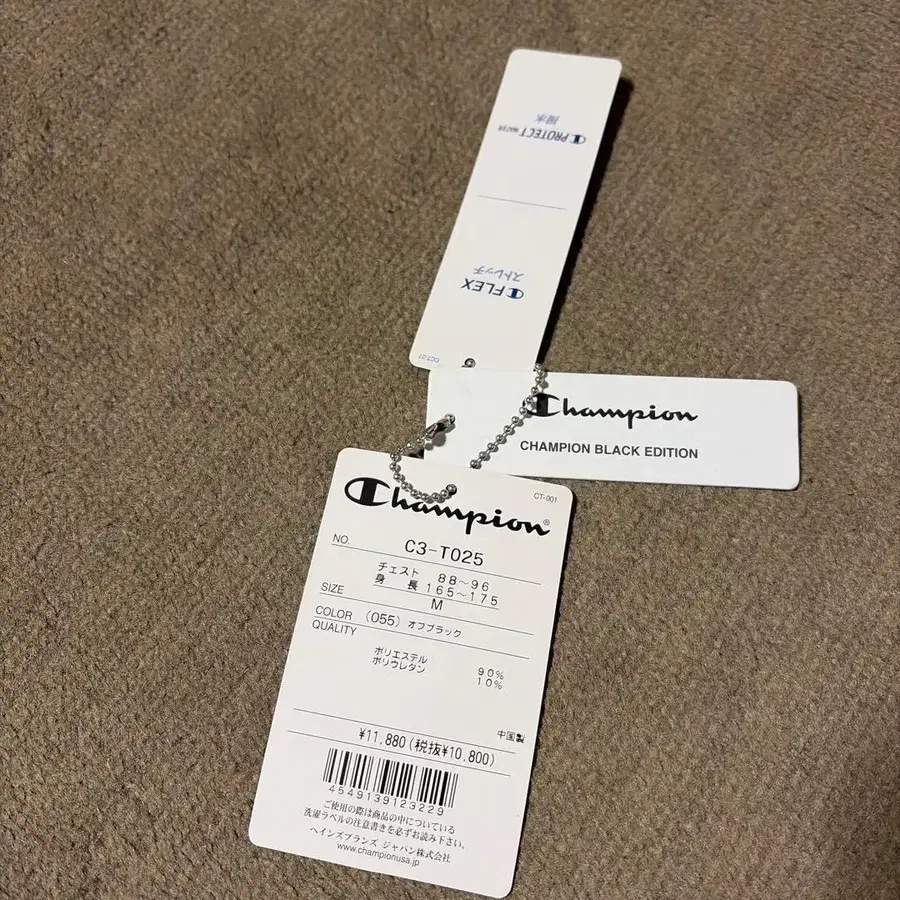 PROTECT WATER
撥水
FLEX
ストレッチ
CCT-37
Champion
CHAMPION BLACK EDITION
CT-001
Champion®
NO. C3-T025
チェスト 88~96
身長 165~175
SIZE M
COLOR (055) オフブラック
QUALITY
ポリエステル 90%
ポリウレタン 10%
中国製
¥11,880(税抜¥10,800)
4549139123229
ご使用の際は商品の中についている
洗濯ラベルの注意書きを必ずお読み下さい。
ヘインズブランズ ジャパン株式会社
www.championusa.jp